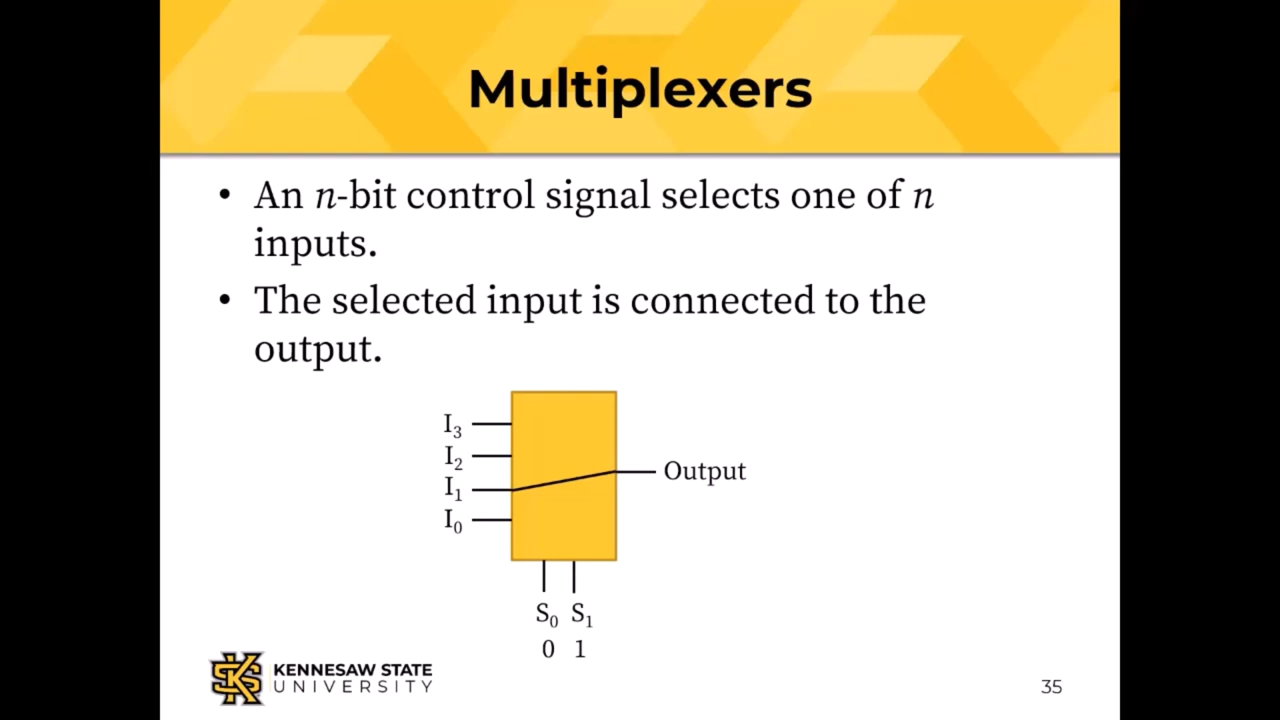 Multiplexers
• An n-bit control signal selects one of n
inputs.
• The selected input is connected to the
output.
I₃
I₂
I₁
I₀
Output
S₀ S₁
0 1
KENNESAW STATE
UNIVERSITY
35